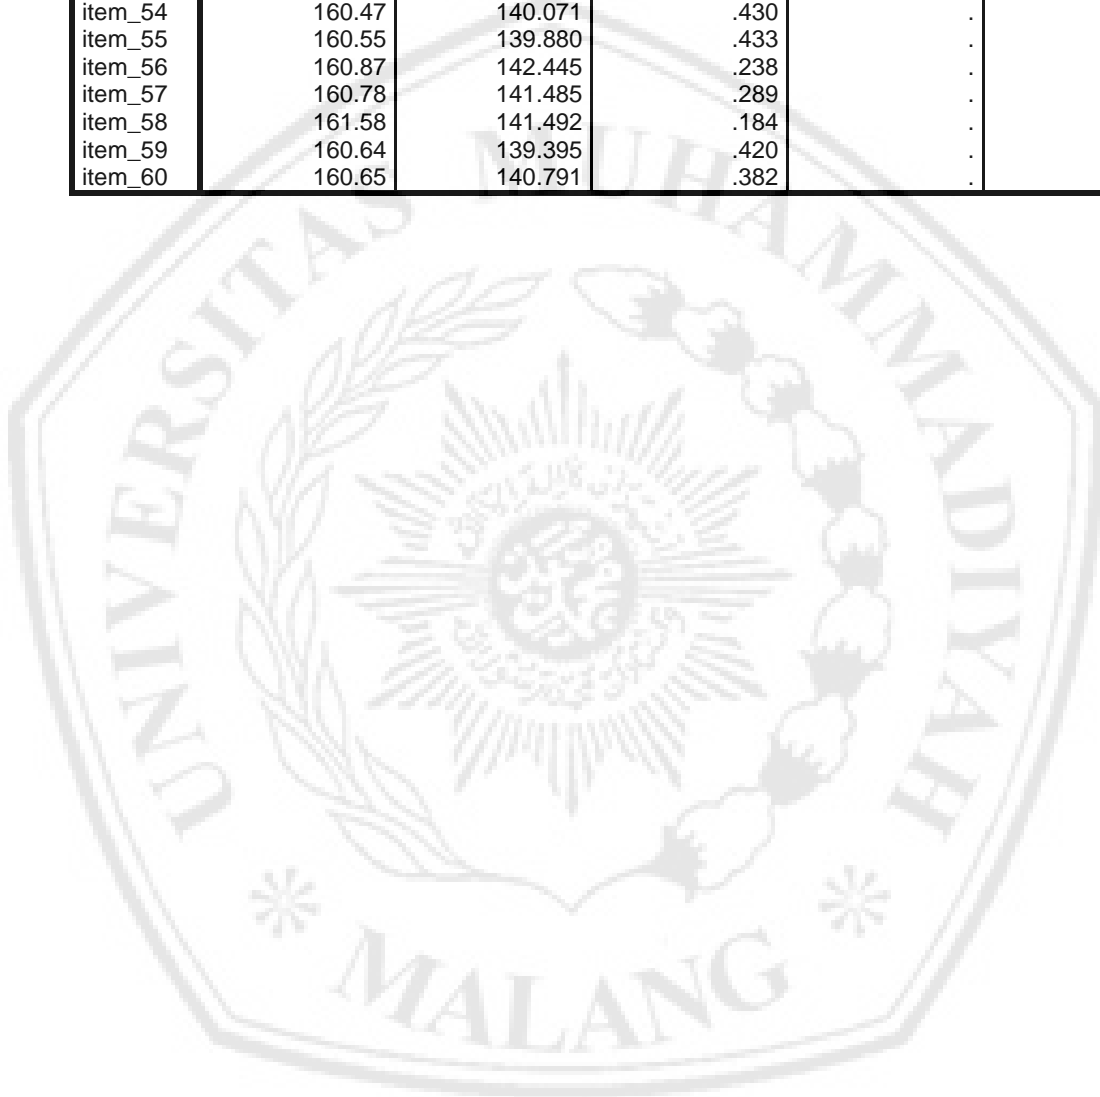 item_54 160.47 140.071 .430 .
item_55 160.55 139.880 .433 .
item_56 160.87 142.445 .238 .
item_57 160.78 141.485 .289 .
item_58 161.58 141.492 .184 .
item_59 160.64 139.395 .420 .
item_60 160.65 140.791 .382 .
UNIVERSITAS MUHAMMADIYAH
MALANG